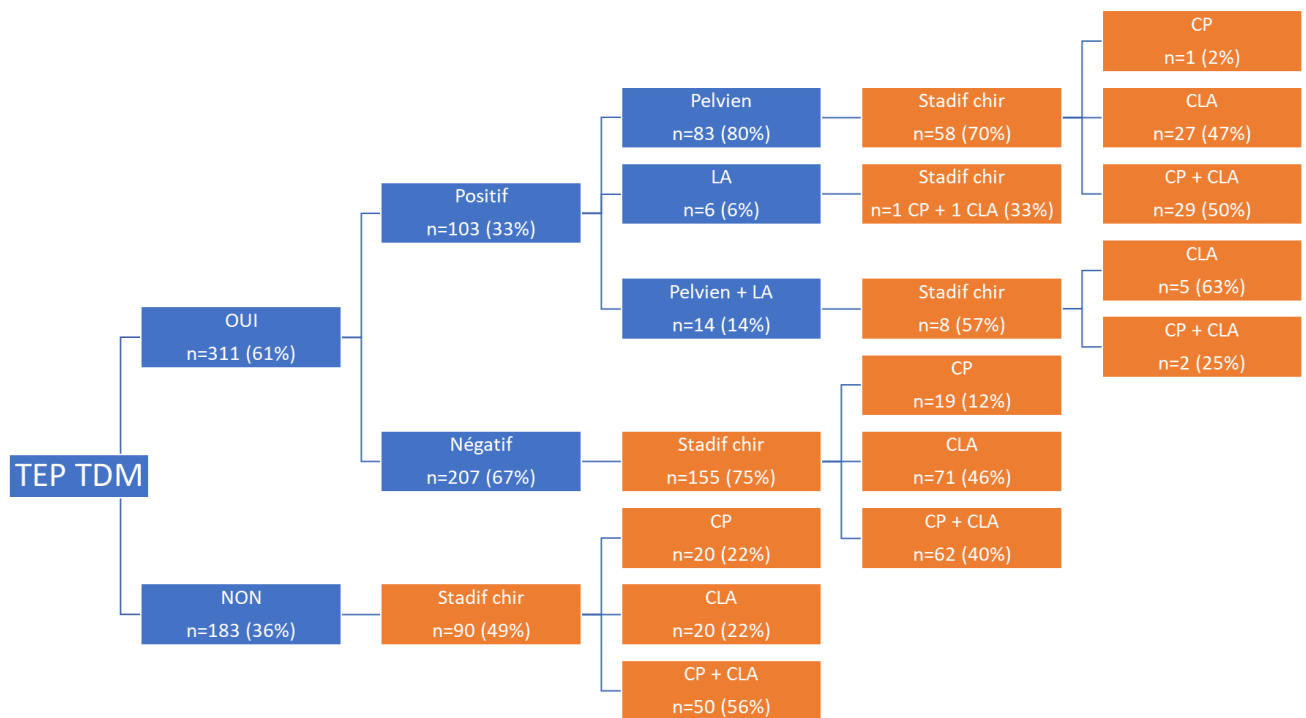 TEP TDM
OUI
n=311 (61%)
Positif
n=103 (33%)
Pelvien
n=83 (80%)
Stadif chir
n=58 (70%)
CP
n=1 (2%)
CLA
n=27 (47%)
CP + CLA
n=29 (50%)
LA
n=6 (6%)
Stadif chir
n=1 CP + 1 CLA (33%)
Pelvien + LA
n=14 (14%)
Stadif chir
n=8 (57%)
CLA
n=5 (63%)
CP + CLA
n=2 (25%)
Négatif
n=207 (67%)
Stadif chir
n=155 (75%)
CP
n=19 (12%)
CLA
n=71 (46%)
CP + CLA
n=62 (40%)
NON
n=183 (36%)
Stadif chir
n=90 (49%)
CP
n=20 (22%)
CLA
n=20 (22%)
CP + CLA
n=50 (56%)